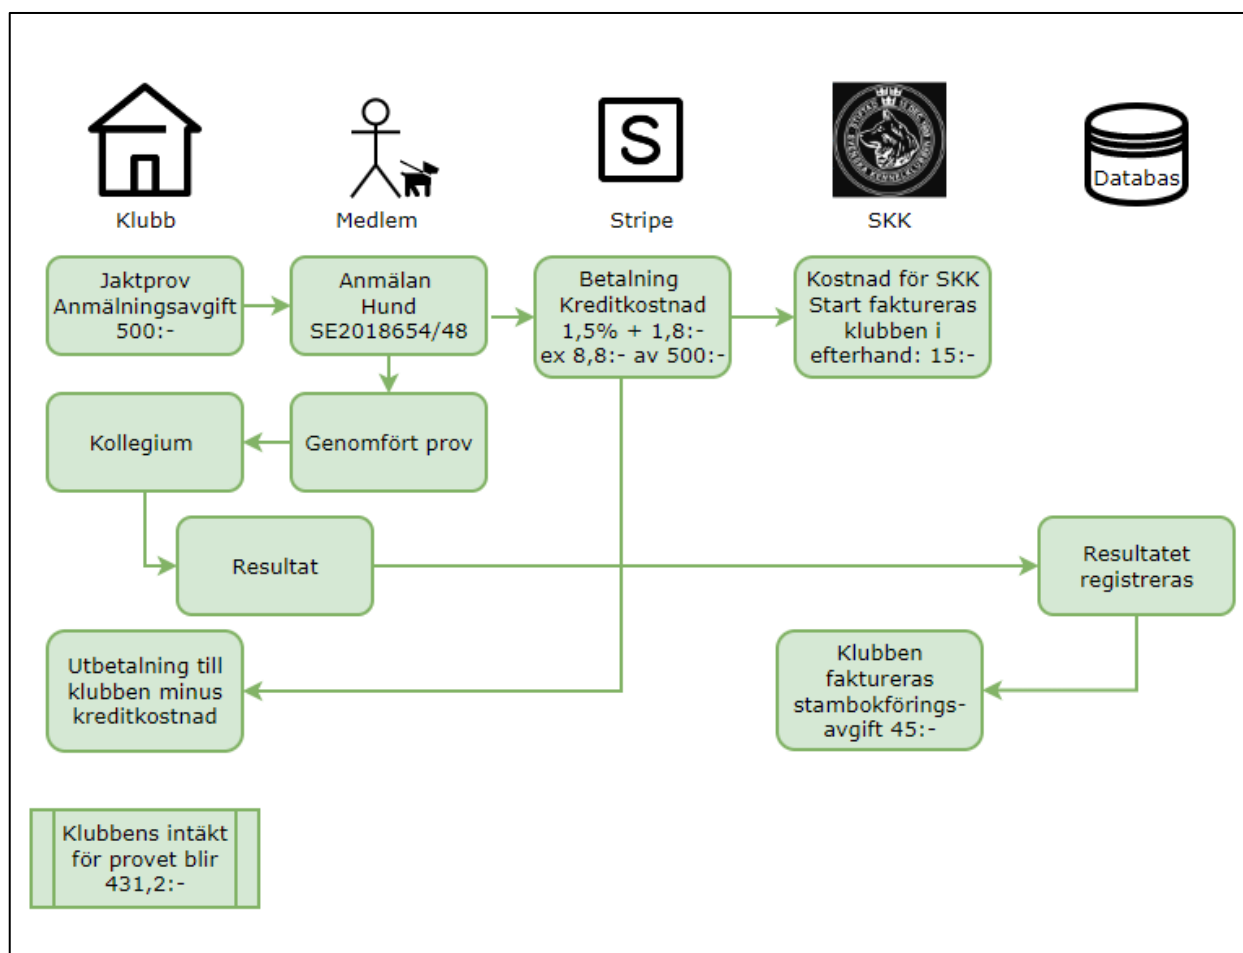 Klubb
Medlem
S
Stripe
SVENSKA KENNELKLUBBEN
SKK
Databas
Jaktprov
Anmälningsavgift
500:-
Anmälan
Hund
SE2018654/48
Betalning
Kreditkostnad
1,5% + 1,8:-
ex 8,8:- av 500:-
Kostnad för SKK
Start faktureras
klubben i
efterhand: 15:-
Kollegium
Genomfört prov
Resultat
Resultatet
registreras
Utbetalning till
klubben minus
kreditkostnad
Klubben
faktureras
stambokförings-
avgift 45:-
Klubbens intäkt
för provet blir
431,2:-